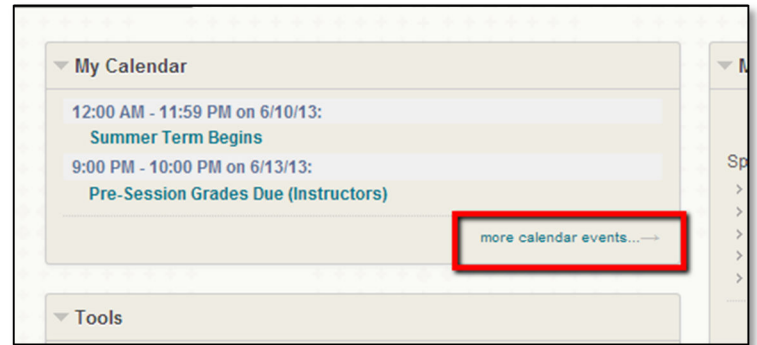 My Calendar
12:00 AM - 11:59 PM on 6/10/13:
Summer Term Begins
9:00 PM - 10:00 PM on 6/13/13:
Pre-Session Grades Due (Instructors)
more calendar events...→
Tools